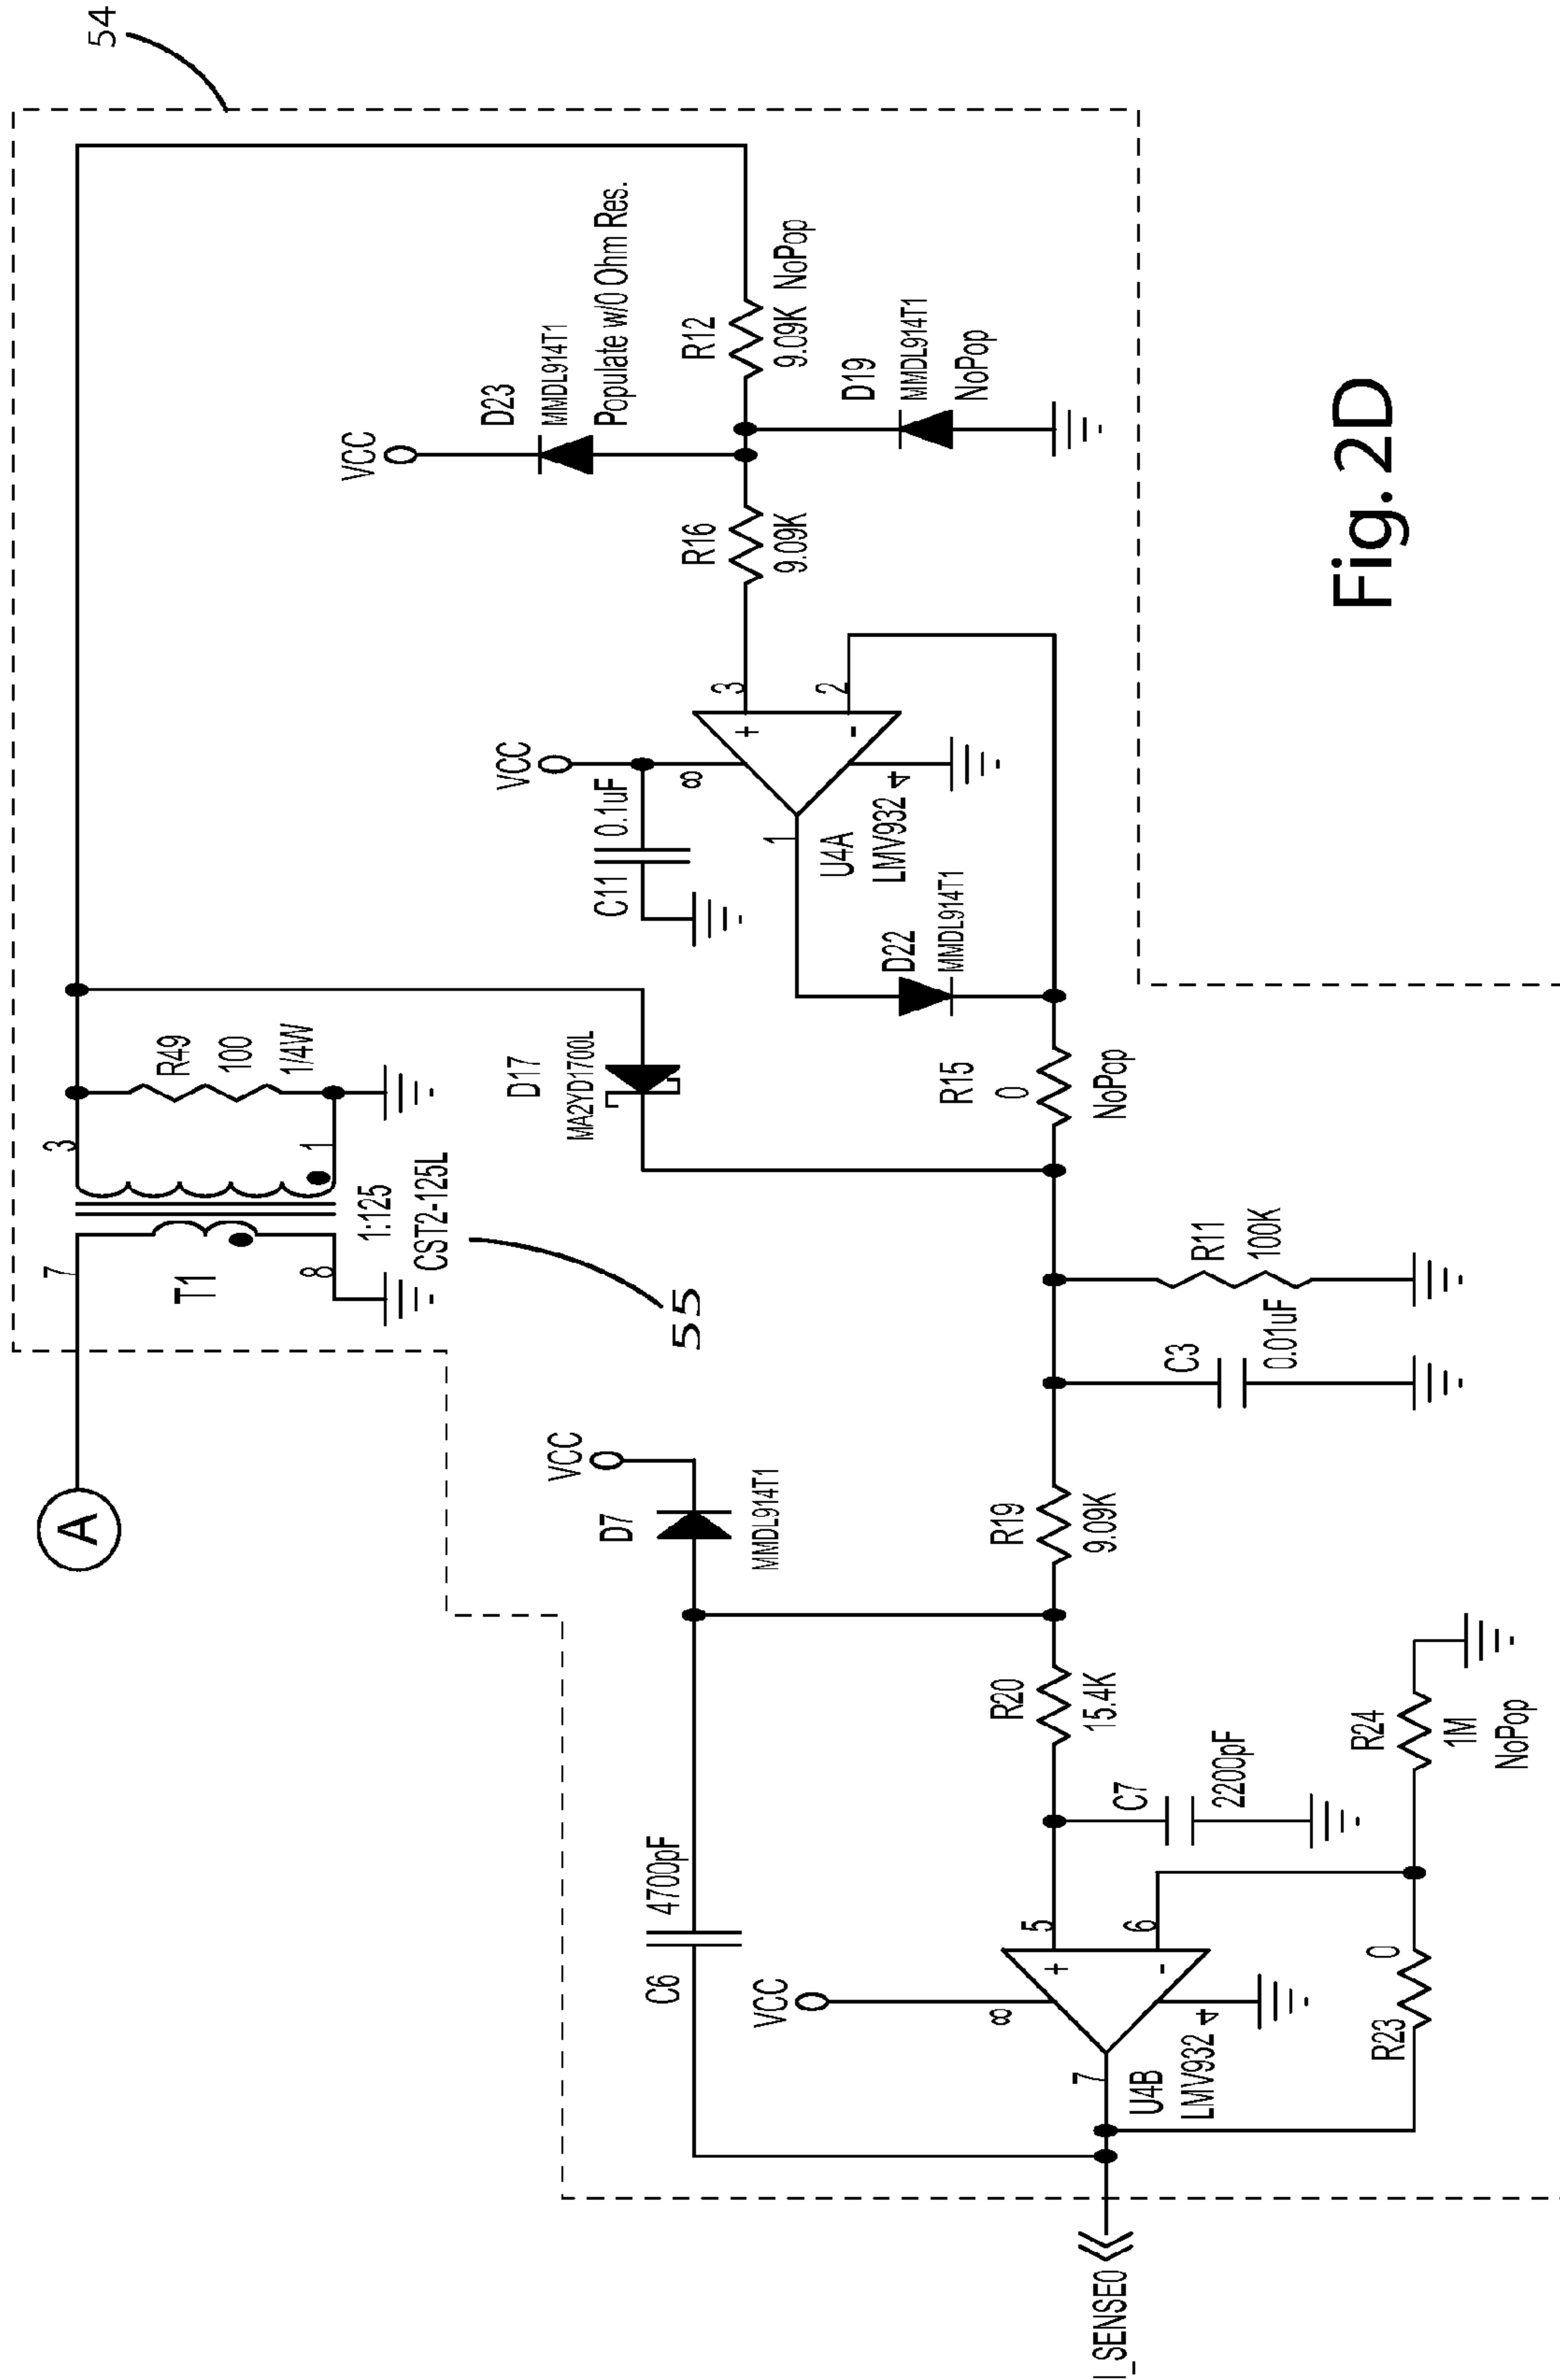 54
A
7
T1
8
3
1
1:125
CST2-125L
55
R49
100
1/4W
D17
MA2YD1700L
VCC
D23
MMDL914T1
Populate w/0 Ohm Res.
R12
9.09K NoPop
R16
9.09K
D19
MMDL914T1
NoPop
VCC
C11 0.1uF
8
3
+
2
-
1
U4A
LMV932 4
D22
MMDL914T1
R15
0
NoPop
R11
100K
C3
0.01uF
VCC
D7
MMDL914T1
R19
9.09K
R20
15.4K
C6 4700pF
C7
2200pF
VCC
8
5
+
6
-
7
U4B
LMV932 4
R23 0
R24
1M
NoPop
I_SENSE0
Fig. 2D